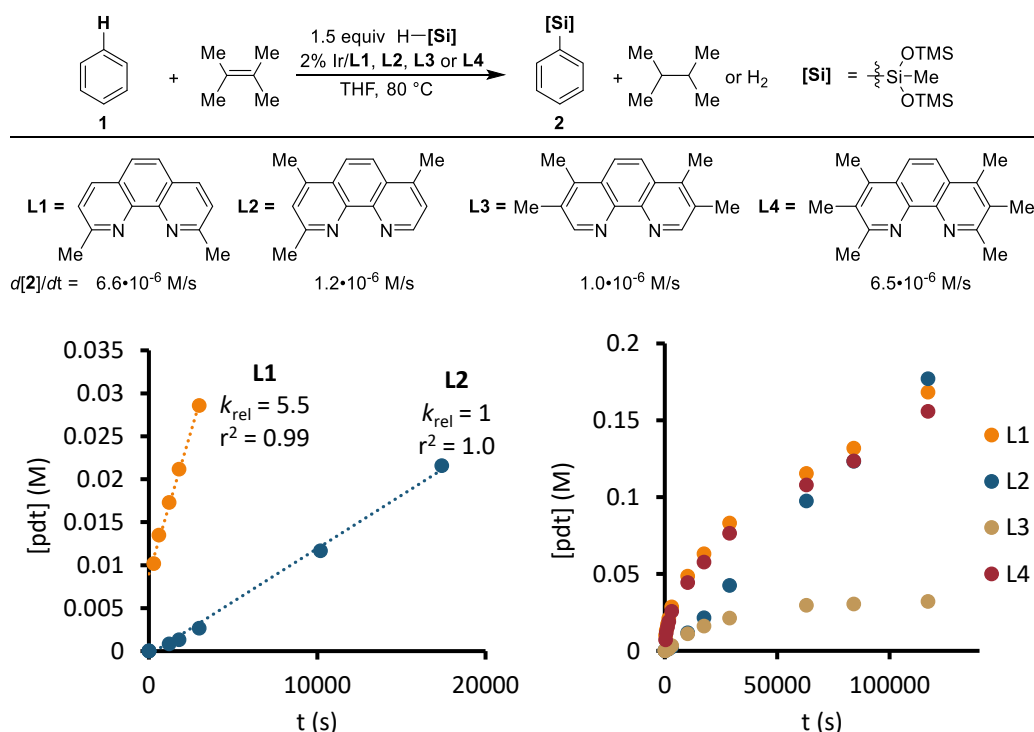 H
[Si]
1.5 equiv H—[Si]
2% Ir/L1, L2, L3 or L4
THF, 80 °C
+
Me
Me
Me
Me
1
2
+
Me
Me
Me
Me
or H2
[Si] =
OTMS
Si
Me
OTMS
L1 =
N
N
Me
Me
L2 =
Me
Me
N
N
Me
L3 =
Me
Me
Me
Me
N
N
L4 =
Me
Me
Me
Me
N
N
Me
Me
d[2]/dt = 6.6•10⁻⁶ M/s 1.2•10⁻⁶ M/s 1.0•10⁻⁶ M/s 6.5•10⁻⁶ M/s
[pdt] (M)
0.035
0.03
0.025
0.02
0.015
0.01
0.005
0
L1
krel = 5.5
r² = 0.99
L2
krel = 1
r² = 1.0
0 10000 20000
t (s)
[pdt] (M)
0.2
0.15
0.1
0.05
0
0 50000 100000
t (s)
L1
L2
L3
L4